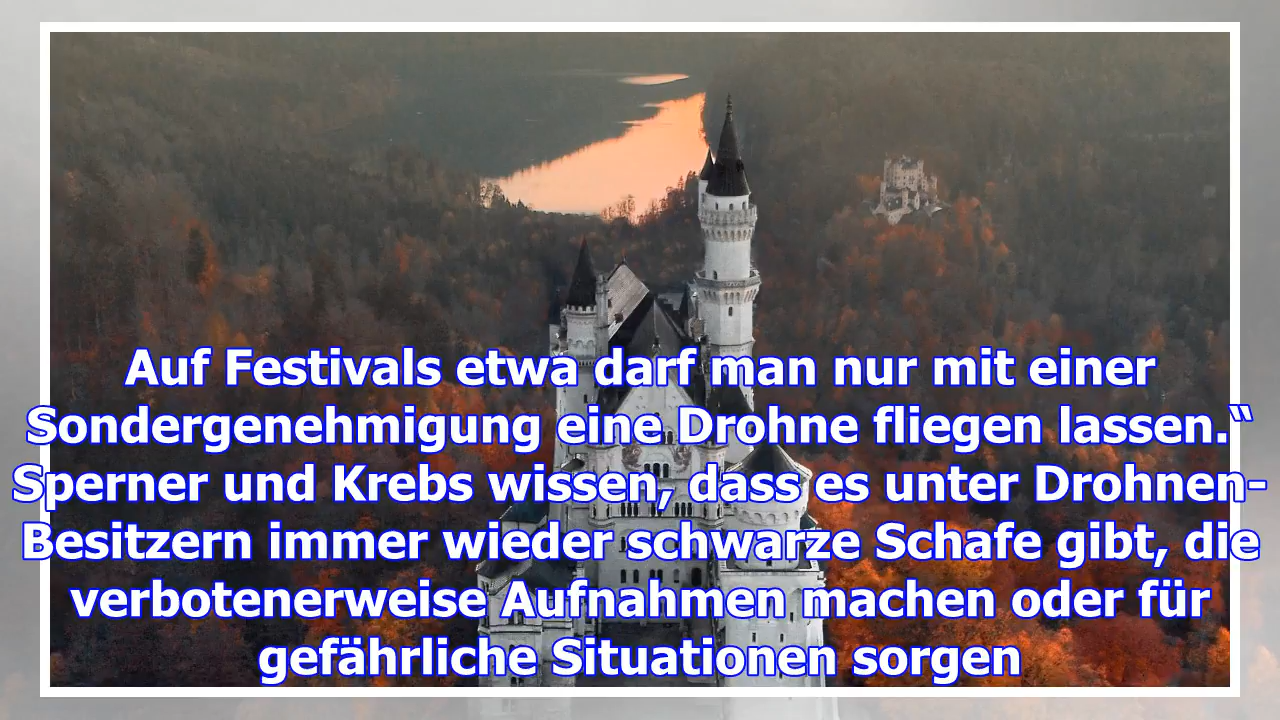 Auf Festivals etwa darf man nur mit einer
Sondergenehmigung eine Drohne fliegen lassen.“
Sperner und Krebs wissen, dass es unter Drohnen-
Besitzern immer wieder schwarze Schafe gibt, die
verbotenerweise Aufnahmen machen oder für
gefährliche Situationen sorgen